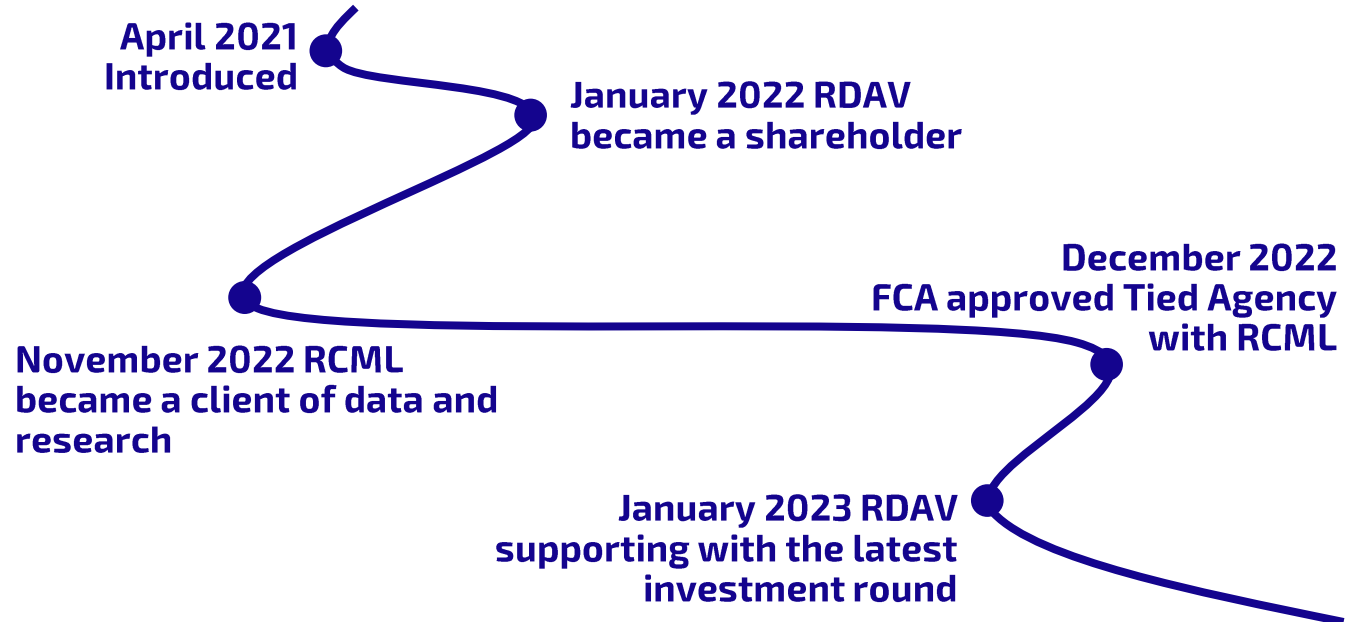 April 2021
Introduced
January 2022 RDAV
became a shareholder
November 2022 RCML
became a client of data and
research
December 2022
FCA approved Tied Agency
with RCML
January 2023 RDAV
supporting with the latest
investment round